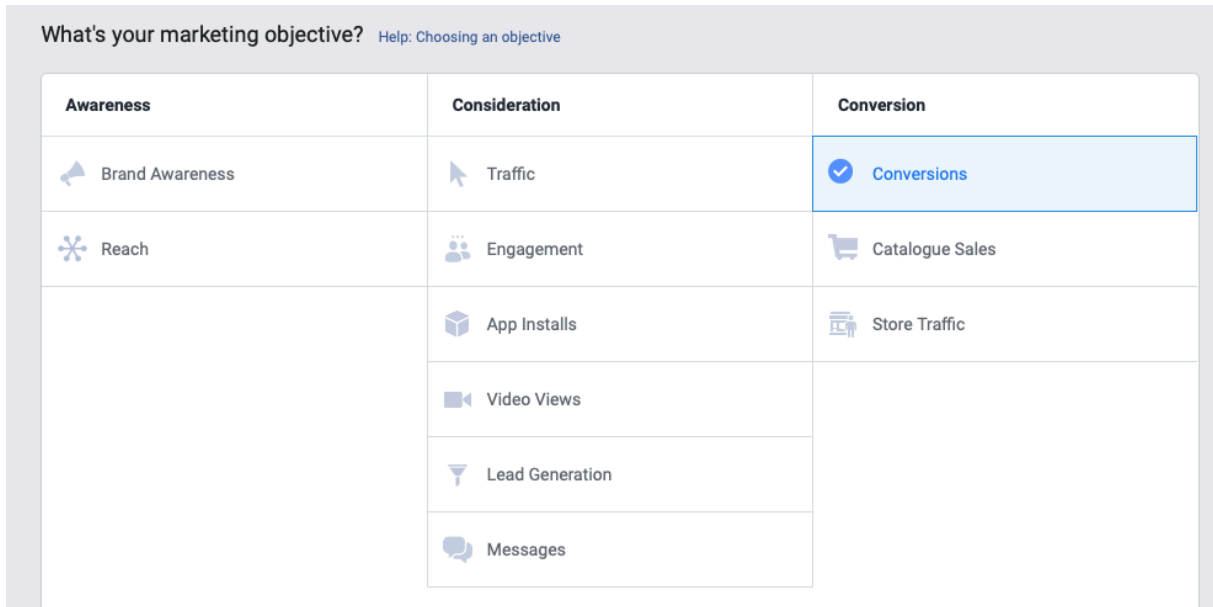 What's your marketing objective? Help: Choosing an objective
Awareness Consideration Conversion
Brand Awareness Traffic Conversions
Reach Engagement Catalogue Sales
App Installs Store Traffic
Video Views
Lead Generation
Messages